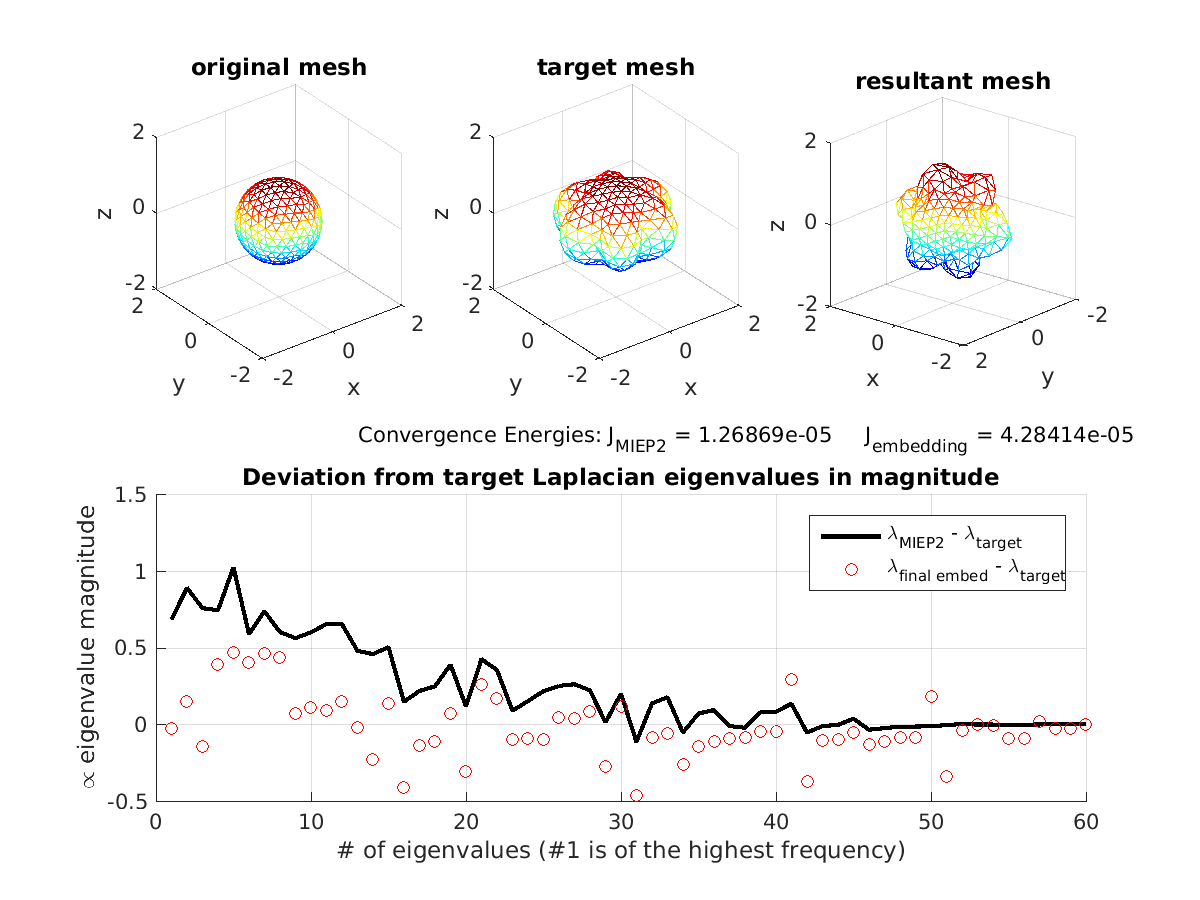 original mesh
target mesh
resultant mesh
2
0
-2
z
2
0
-2
y
-2
0
2
x
2
0
-2
z
2
0
-2
y
-2
0
2
x
2
0
-2
z
2
0
-2
x
2
0
-2
y
Convergence Energies: J_MIEP2 = 1.26869e-05 J_embedding = 4.28414e-05
Deviation from target Laplacian eigenvalues in magnitude
1.5
1
0.5
0
-0.5
∝ eigenvalue magnitude
λ_MIEP2 - λ_target
λ_final embed - λ_target
0 10 20 30 40 50 60
# of eigenvalues (#1 is of the highest frequency)